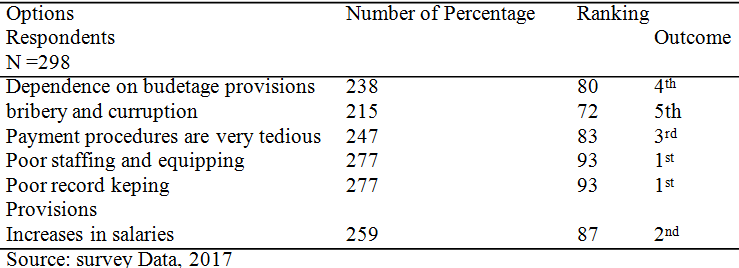 Options Number of Percentage Ranking
Respondents Outcome
N =298
Dependence on budetage provisions 238 80 4th
bribery and curruption 215 72 5th
Payment procedures are very tedious 247 83 3rd
Poor staffing and equipping 277 93 1st
Poor record keping 277 93 1st
Provisions
Increases in salaries 259 87 2nd
Source: survey Data, 2017